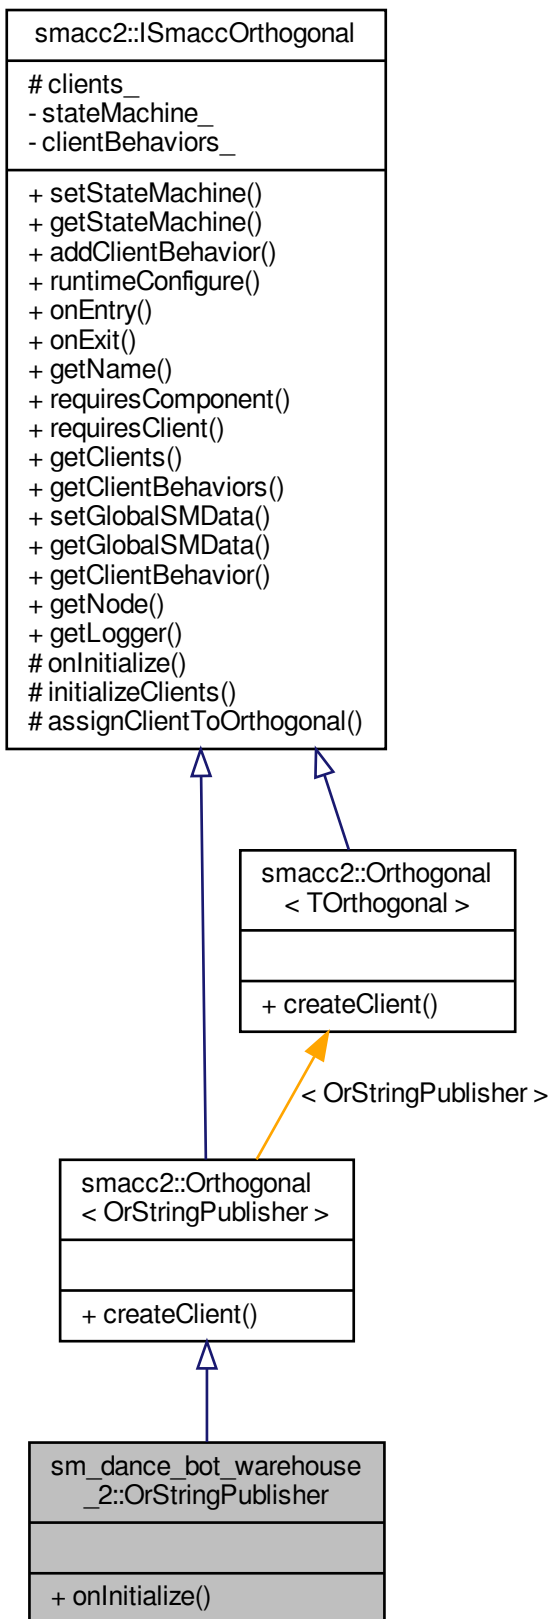 smacc2::ISmaccOrthogonal
# clients_
- stateMachine_
- clientBehaviors_
+ setStateMachine()
+ getStateMachine()
+ addClientBehavior()
+ runtimeConfigure()
+ onEntry()
+ onExit()
+ getName()
+ requiresComponent()
+ requiresClient()
+ getClients()
+ getClientBehaviors()
+ setGlobalSMData()
+ getGlobalSMData()
+ getClientBehavior()
+ getNode()
+ getLogger()
# onInitialize()
# initializeClients()
# assignClientToOrthogonal()
smacc2::Orthogonal
< TOrthogonal >
+ createClient()
< OrStringPublisher >
smacc2::Orthogonal
< OrStringPublisher >
+ createClient()
sm_dance_bot_warehouse
_2::OrStringPublisher
+ onInitialize()